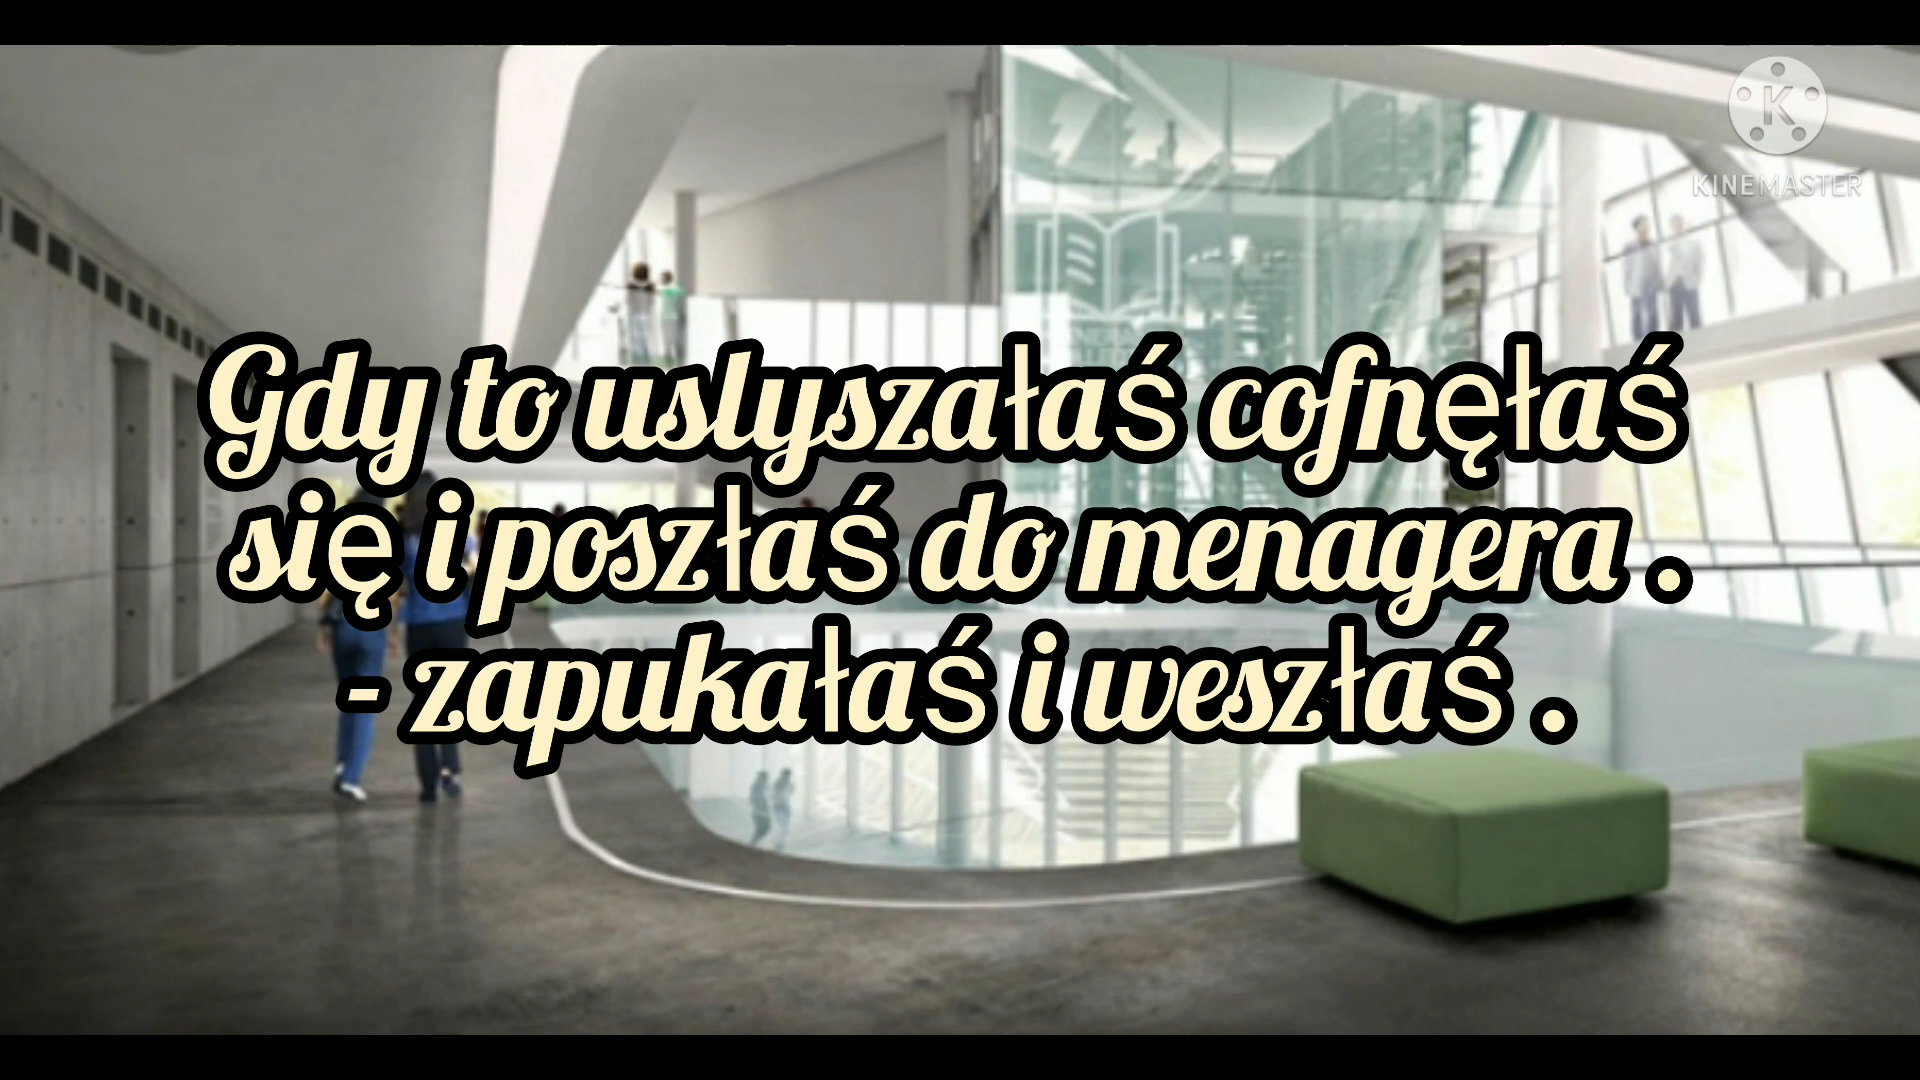 KINEMASTER
Gdy to uslyszałaś cofnęłaś
się i poszłaś do menagera .
- zapukałaś i weszłaś .